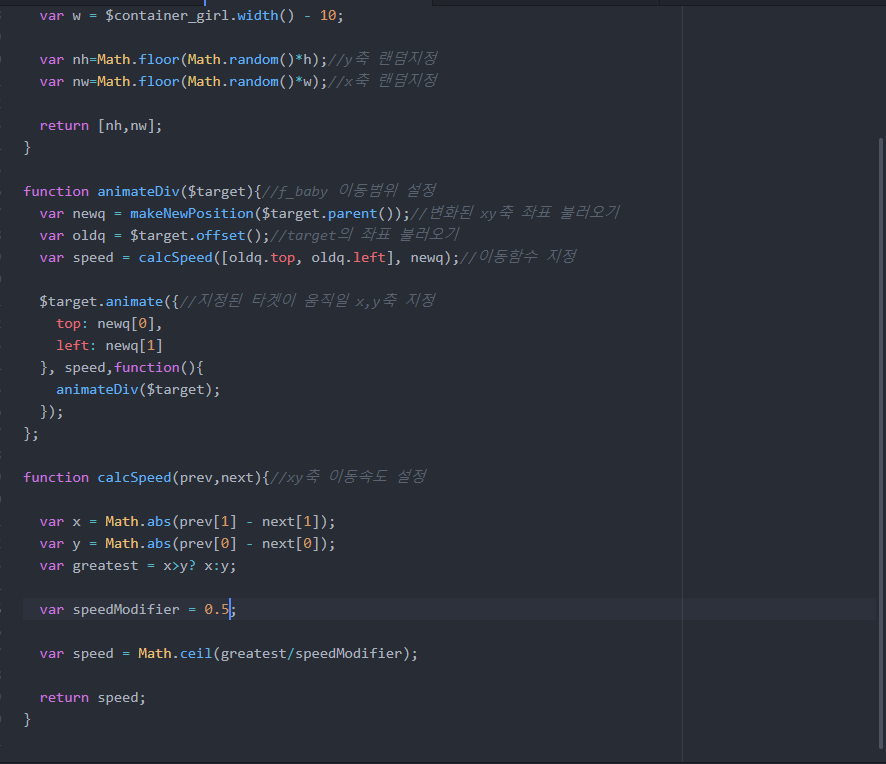 var w = $container_girl.width() - 10;
var nh=Math.floor(Math.random()*h);//y축 랜덤지정
var nw=Math.floor(Math.random()*w);//x축 랜덤지정
return [nh,nw];
}
function animateDiv($target){//f_baby 이동범위 설정
var newq = makeNewPosition($target.parent());//변화된 xy축 좌표 불러오기
var oldq = $target.offset();//target의 좌표 불러오기
var speed = calcSpeed([oldq.top, oldq.left], newq);//이동함수 지정
$target.animate({//지정된 타겟이 움직일 x,y축 지정
top: newq[0],
left: newq[1]
}, speed,function(){
animateDiv($target);
});
};
function calcSpeed(prev,next){//xy축 이동속도 설정
var x = Math.abs(prev[1] - next[1]);
var y = Math.abs(prev[0] - next[0]);
var greatest = x>y? x:y;
var speedModifier = 0.5;
var speed = Math.ceil(greatest/speedModifier);
return speed;
}